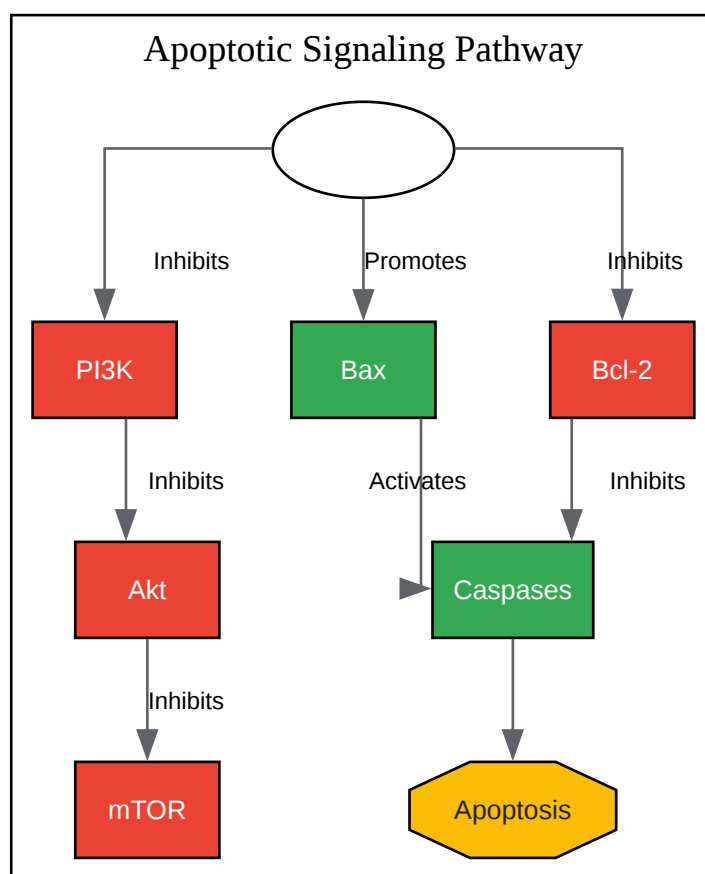 Apoptotic Signaling Pathway
Inhibits
Promotes
Inhibits
PI3K
Bax
Bcl-2
Inhibits
Activates
Inhibits
Akt
Caspases
Inhibits
mTOR
Apoptosis